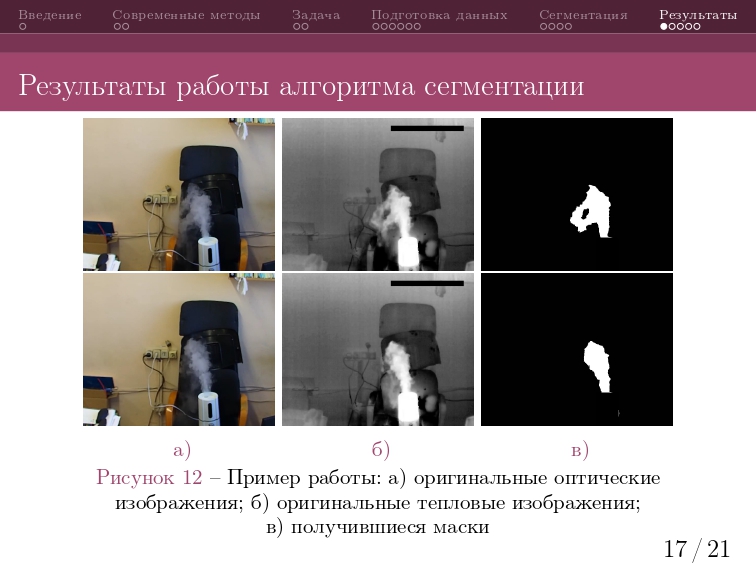 Введение Современные методы Задача Подготовка данных Сегментация Результаты
Результаты работы алгоритма сегментации
а) б) в)
Рисунок 12 – Пример работы: а) оригинальные оптические
изображения; б) оригинальные тепловые изображения;
в) получившиеся маски
17 / 21